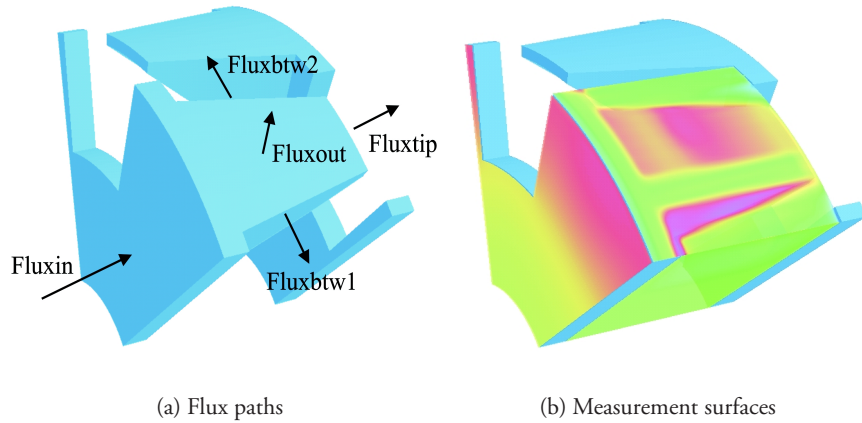 Fluxbtw2
Fluxtip
Fluxout
Fluxin
Fluxbtw1
(a) Flux paths
(b) Measurement surfaces